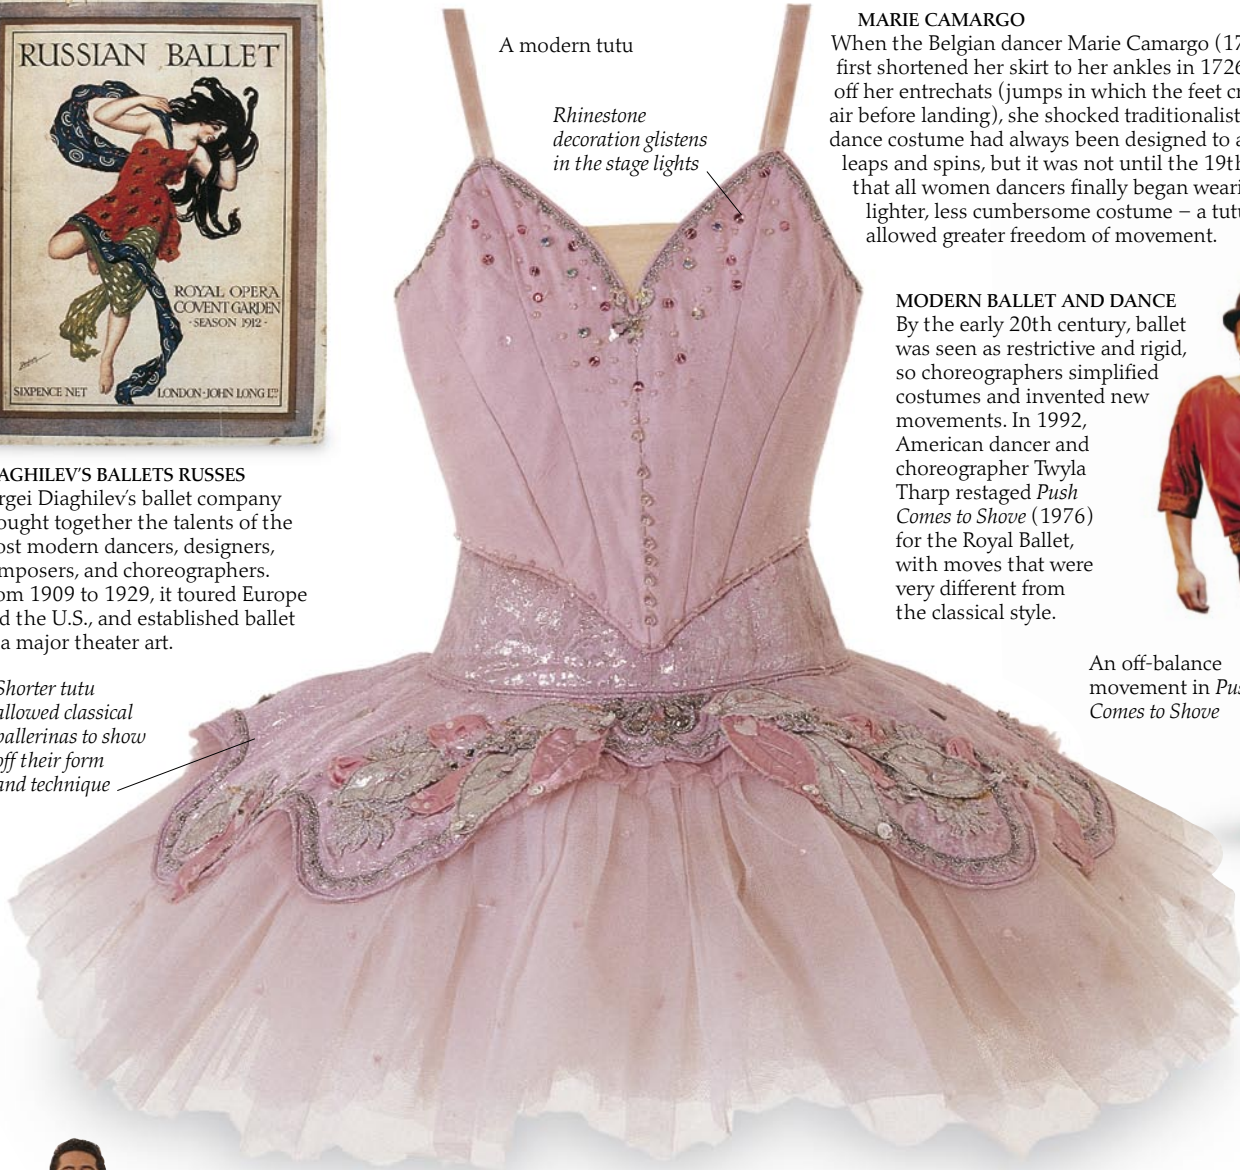 RUSSIAN BALLET
ROYAL OPERA
COVENT GARDEN
- SEASON 1912 -
SIXPENCE NET
LONDON · JOHN LONG LTD
AGHILEV'S BALLETS RUSSES
rgei Diaghilev's ballet company
ought together the talents of the
ost modern dancers, designers,
mposers, and choreographers.
om 1909 to 1929, it toured Europe
d the U.S., and established ballet
a major theater art.
Shorter tutu
allowed classical
ballerinas to show
off their form
and technique
A modern tutu
Rhinestone
decoration glistens
in the stage lights
MARIE CAMARGO
When the Belgian dancer Marie Camargo (17
first shortened her skirt to her ankles in 1726
off her entrechats (jumps in which the feet cr
air before landing), she shocked traditionalist
dance costume had always been designed to a
leaps and spins, but it was not until the 19th
that all women dancers finally began weari
lighter, less cumbersome costume – a tutu
allowed greater freedom of movement.
MODERN BALLET AND DANCE
By the early 20th century, ballet
was seen as restrictive and rigid,
so choreographers simplified
costumes and invented new
movements. In 1992,
American dancer and
choreographer Twyla
Tharp restaged Push
Comes to Shove (1976)
for the Royal Ballet,
with moves that were
very different from
the classical style.
An off-balance
movement in Pus
Comes to Shove